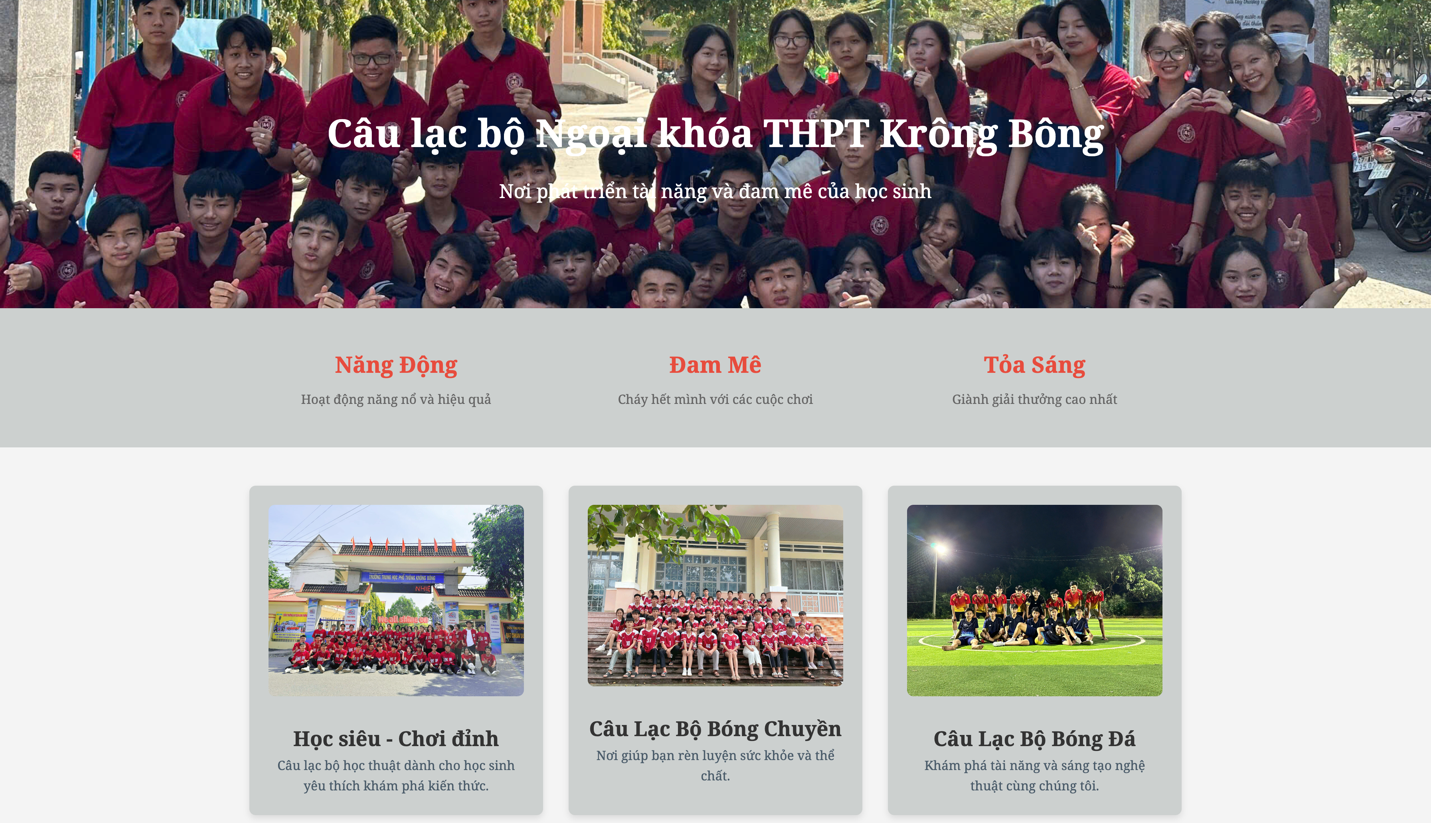 Câu lạc bộ Ngoại khóa THPT Krông Bông
Nơi phát triển tài năng và đam mê của học sinh
Năng Động
Đam Mê
Tỏa Sáng
Hoạt động năng nổ và hiệu quả
Cháy hết mình với các cuộc chơi
Giành giải thưởng cao nhất
Học siêu - Chơi đỉnh
Câu lạc bộ học thuật dành cho học sinh
yêu thích khám phá kiến thức.
Câu Lạc Bộ Bóng Chuyền
Nơi giúp bạn rèn luyện sức khỏe và thể
chất.
Câu Lạc Bộ Bóng Đá
Khám phá tài năng và sáng tạo nghệ
thuật cùng chúng tôi.